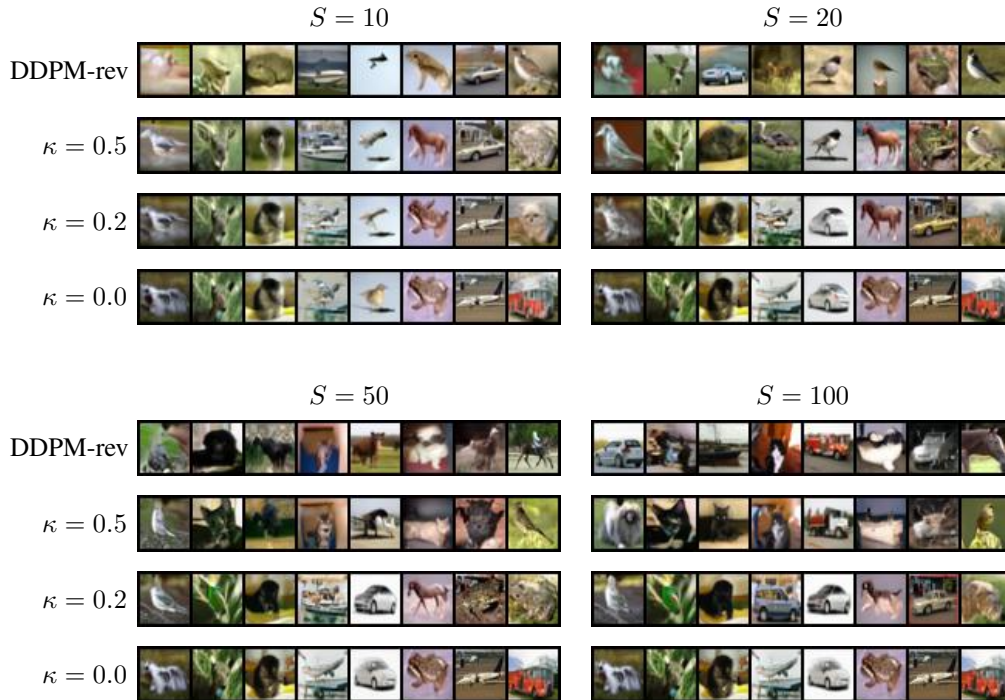 S = 10
S = 20
DDPM-rev
κ = 0.5
κ = 0.2
κ = 0.0
S = 50
S = 100
DDPM-rev
κ = 0.5
κ = 0.2
κ = 0.0